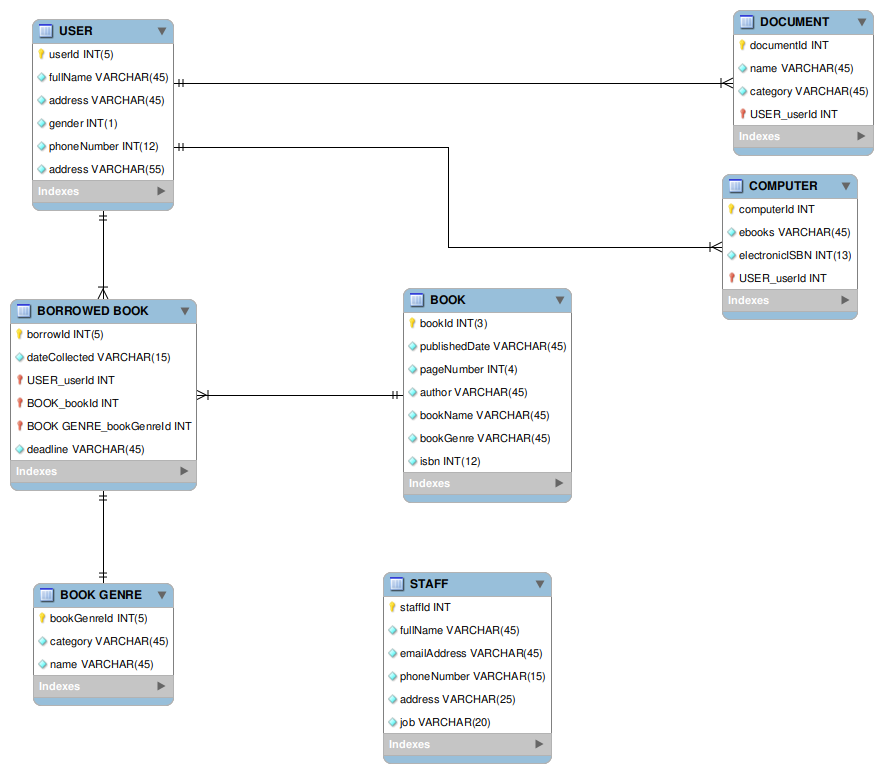 USER
userId INT(5)
fullName VARCHAR(45)
address VARCHAR(45)
gender INT(1)
phoneNumber INT(12)
address VARCHAR(55)
Indexes
DOCUMENT
documentId INT
name VARCHAR(45)
category VARCHAR(45)
USER_userId INT
Indexes
COMPUTER
computerId INT
ebooks VARCHAR(45)
electronicISBN INT(13)
USER_userId INT
Indexes
BORROWED BOOK
borrowId INT(5)
dateCollected VARCHAR(15)
USER_userId INT
BOOK_bookId INT
BOOK GENRE_bookGenreId INT
deadline VARCHAR(45)
Indexes
BOOK
bookId INT(3)
publishedDate VARCHAR(45)
pageNumber INT(4)
author VARCHAR(45)
bookName VARCHAR(45)
bookGenre VARCHAR(45)
isbn INT(12)
Indexes
BOOK GENRE
bookGenreId INT(5)
category VARCHAR(45)
name VARCHAR(45)
Indexes
STAFF
staffId INT
fullName VARCHAR(45)
emailAddress VARCHAR(45)
phoneNumber VARCHAR(15)
address VARCHAR(25)
job VARCHAR(20)
Indexes